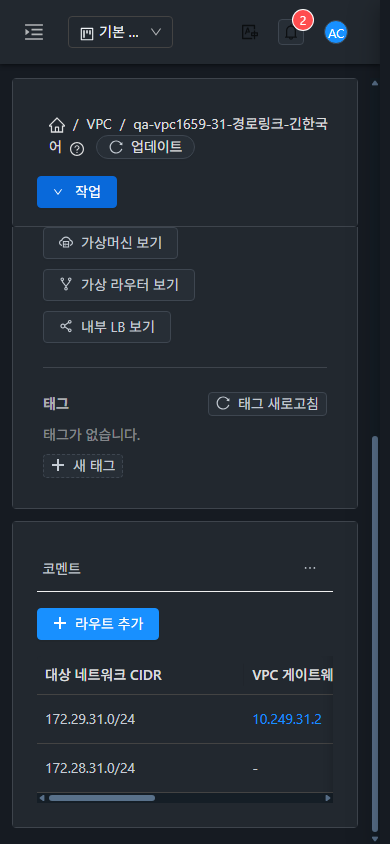 기본 ...
2
AC
/ VPC / qa-vpc1659-31-경로링크-긴한국
어 업데이트
작업
가상머신 보기
가상 라우터 보기
내부 LB 보기
태그 태그 새로고침
태그가 없습니다.
새 태그
코멘트 ...
라우트 추가
대상 네트워크 CIDR VPC 게이트웨
172.29.31.0/24 10.249.31.2
172.28.31.0/24 -